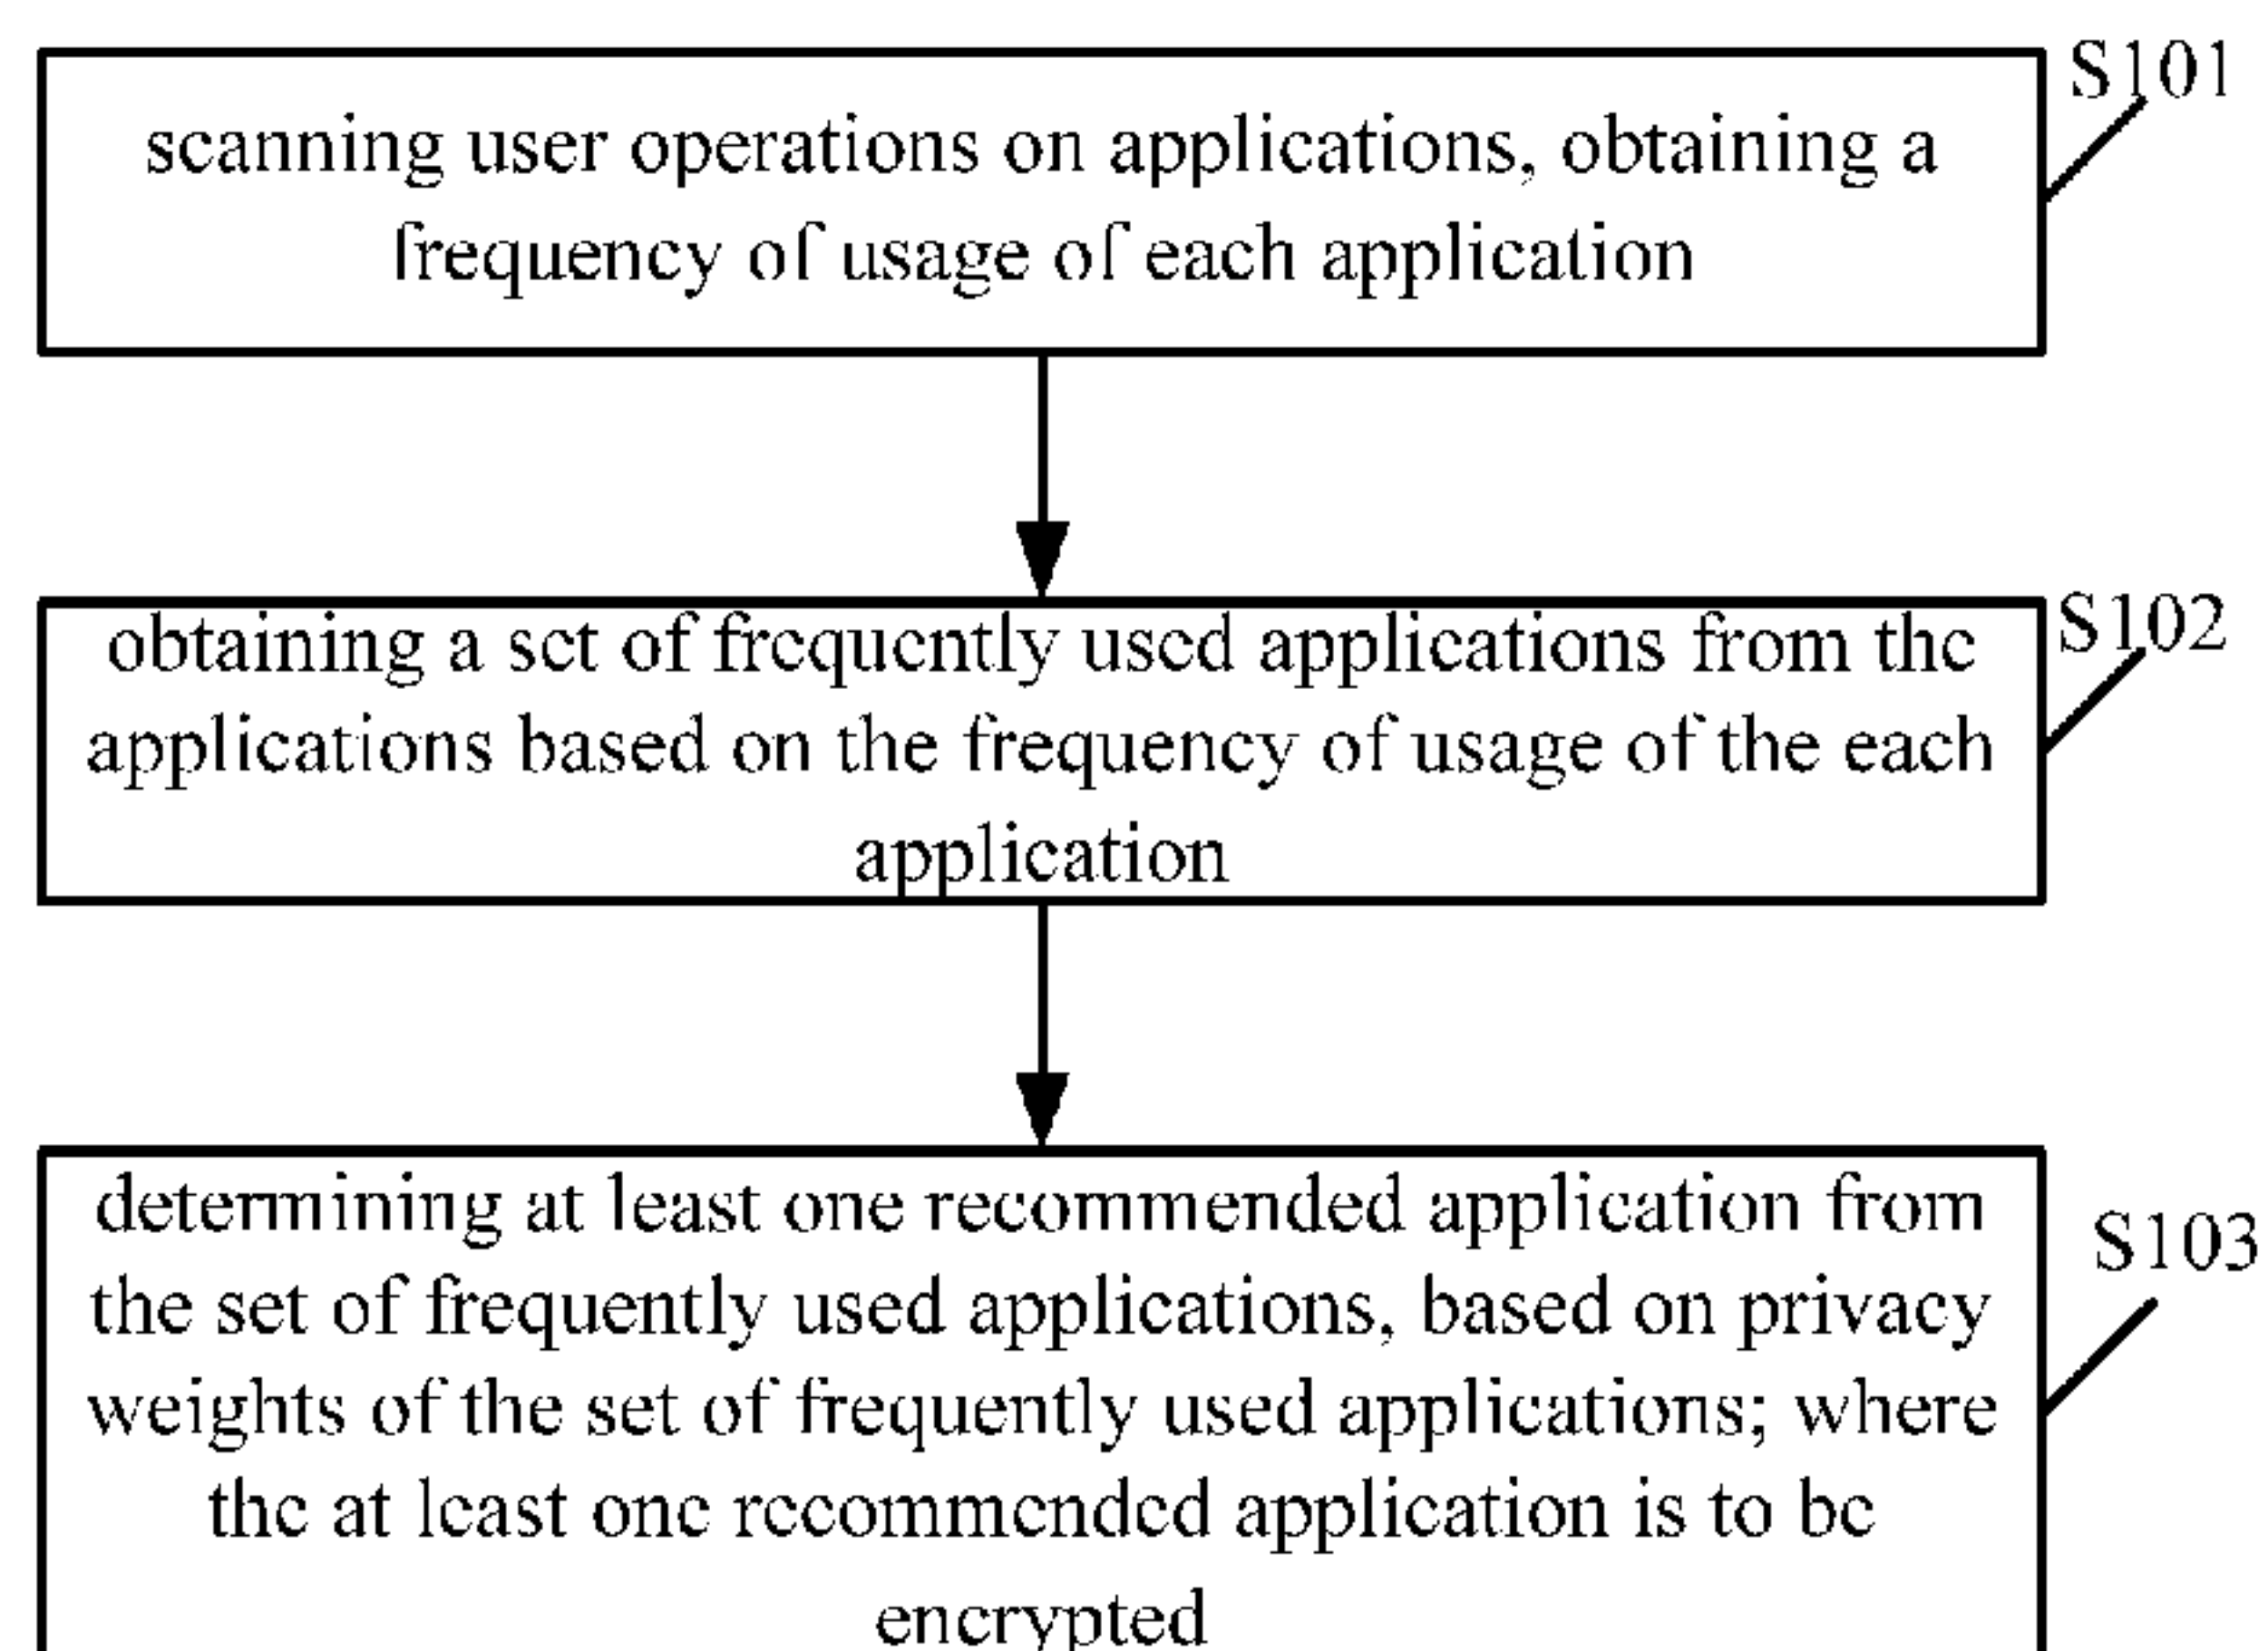 S101
scanning user operations on applications, obtaining a
frequency of usage of each application
S102
obtaining a set of frequently used applications from the
applications based on the frequency of usage of the each
application
determining at least one recommended application from
S103
the set of frequently used applications, based on privacy
weights of the set of frequently used applications; where
the at least one recommended application is to be
encrypted